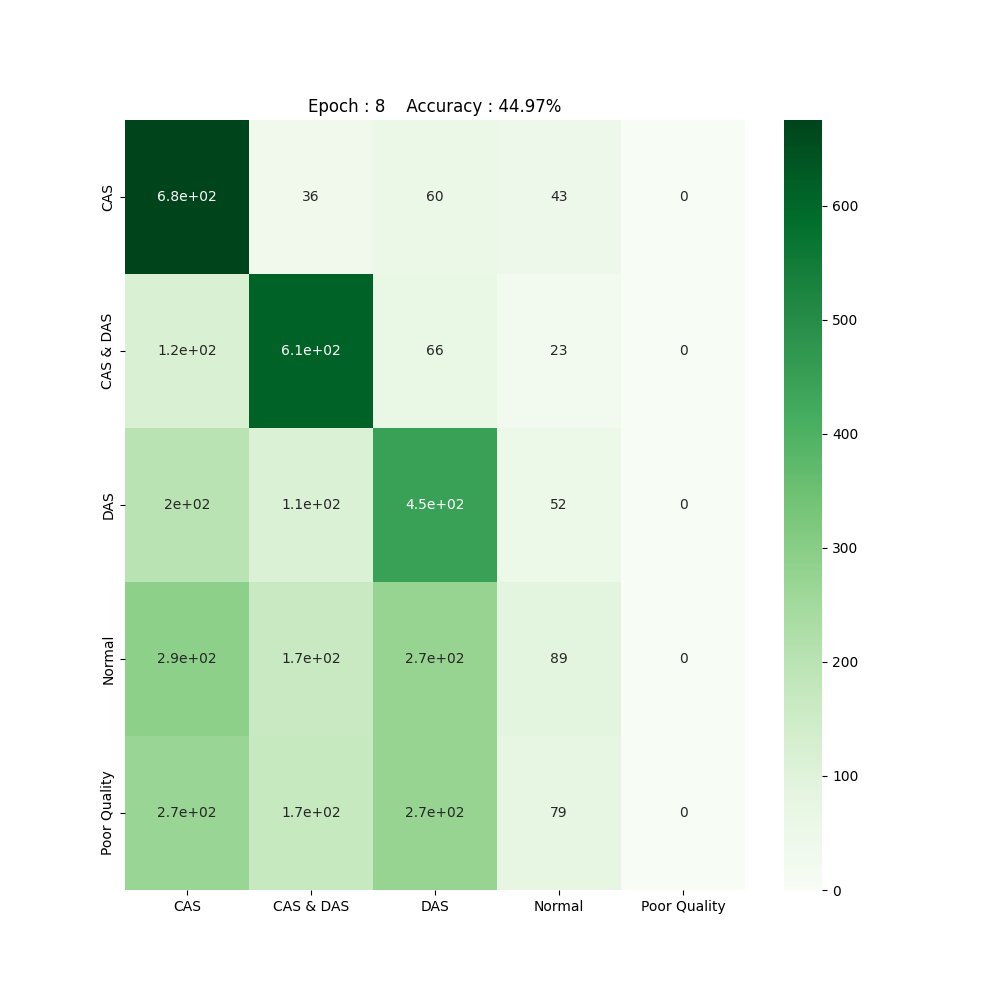 Epoch : 8    Accuracy : 44.97%
CAS 6.8e+02 36 60 43 0
CAS & DAS 1.2e+02 6.1e+02 66 23 0
DAS 2e+02 1.1e+02 4.5e+02 52 0
Normal 2.9e+02 1.7e+02 2.7e+02 89 0
Poor Quality 2.7e+02 1.7e+02 2.7e+02 79 0
CAS CAS & DAS DAS Normal Poor Quality
600
500
400
300
200
100
0